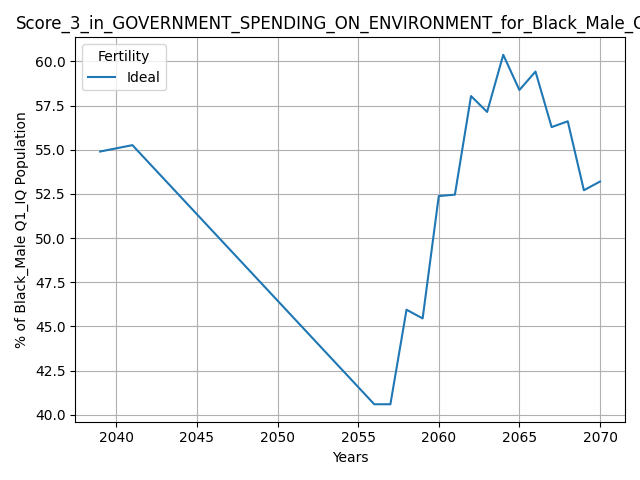 Score_3_in_GOVERNMENT_SPENDING_ON_ENVIRONMENT_for_Black_Male_
Fertility
Ideal
60.0
57.5
55.0
52.5
50.0
47.5
45.0
42.5
40.0
% of Black_Male Q1_IQ Population
2040 2045 2050 2055 2060 2065 2070
Years